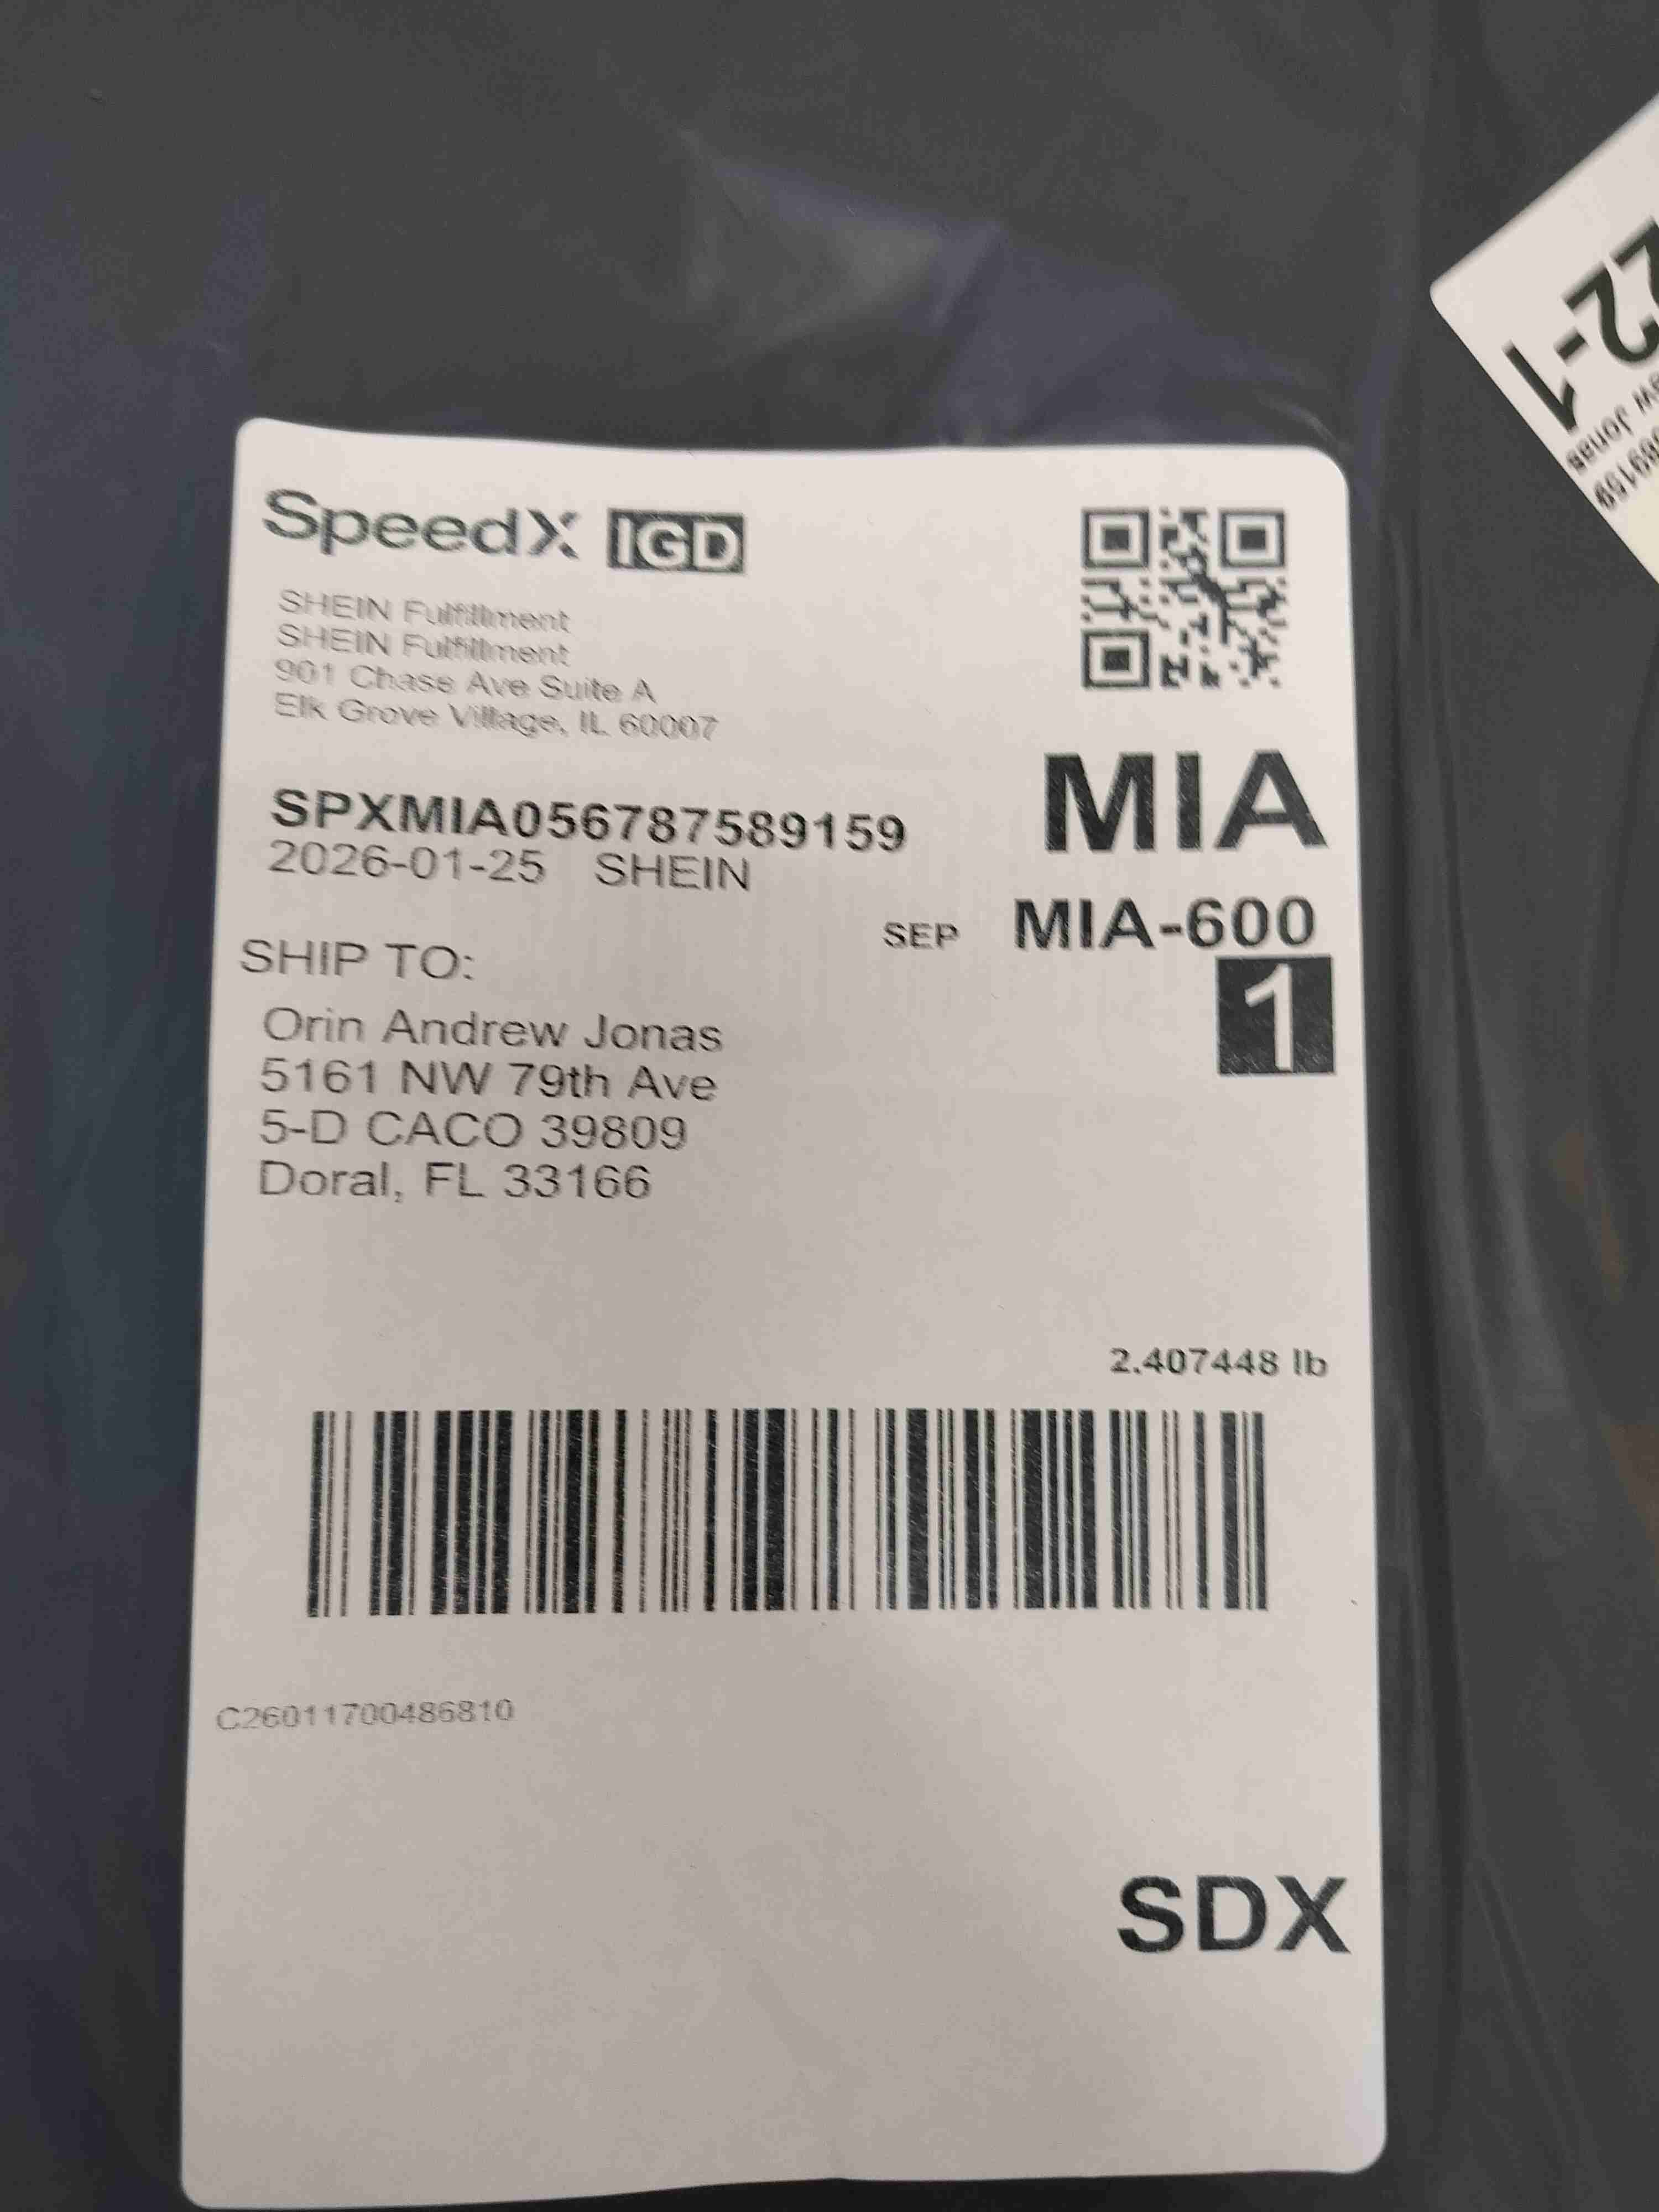 SpeedX IGD
SHEIN Fulfillment
SHEIN Fulfillment
901 Chase Ave Suite A
Elk Grove Village, IL 60007
SPXMIA056787589159
2026-01-25 SHEIN
MIA
SEP MIA-600
1
SHIP TO:
Orin Andrew Jonas
5161 NW 79th Ave
5-D CACO 39809
Doral, FL 33166
2.407448 lb
C26011700486810
SDX
2-1
Jonas